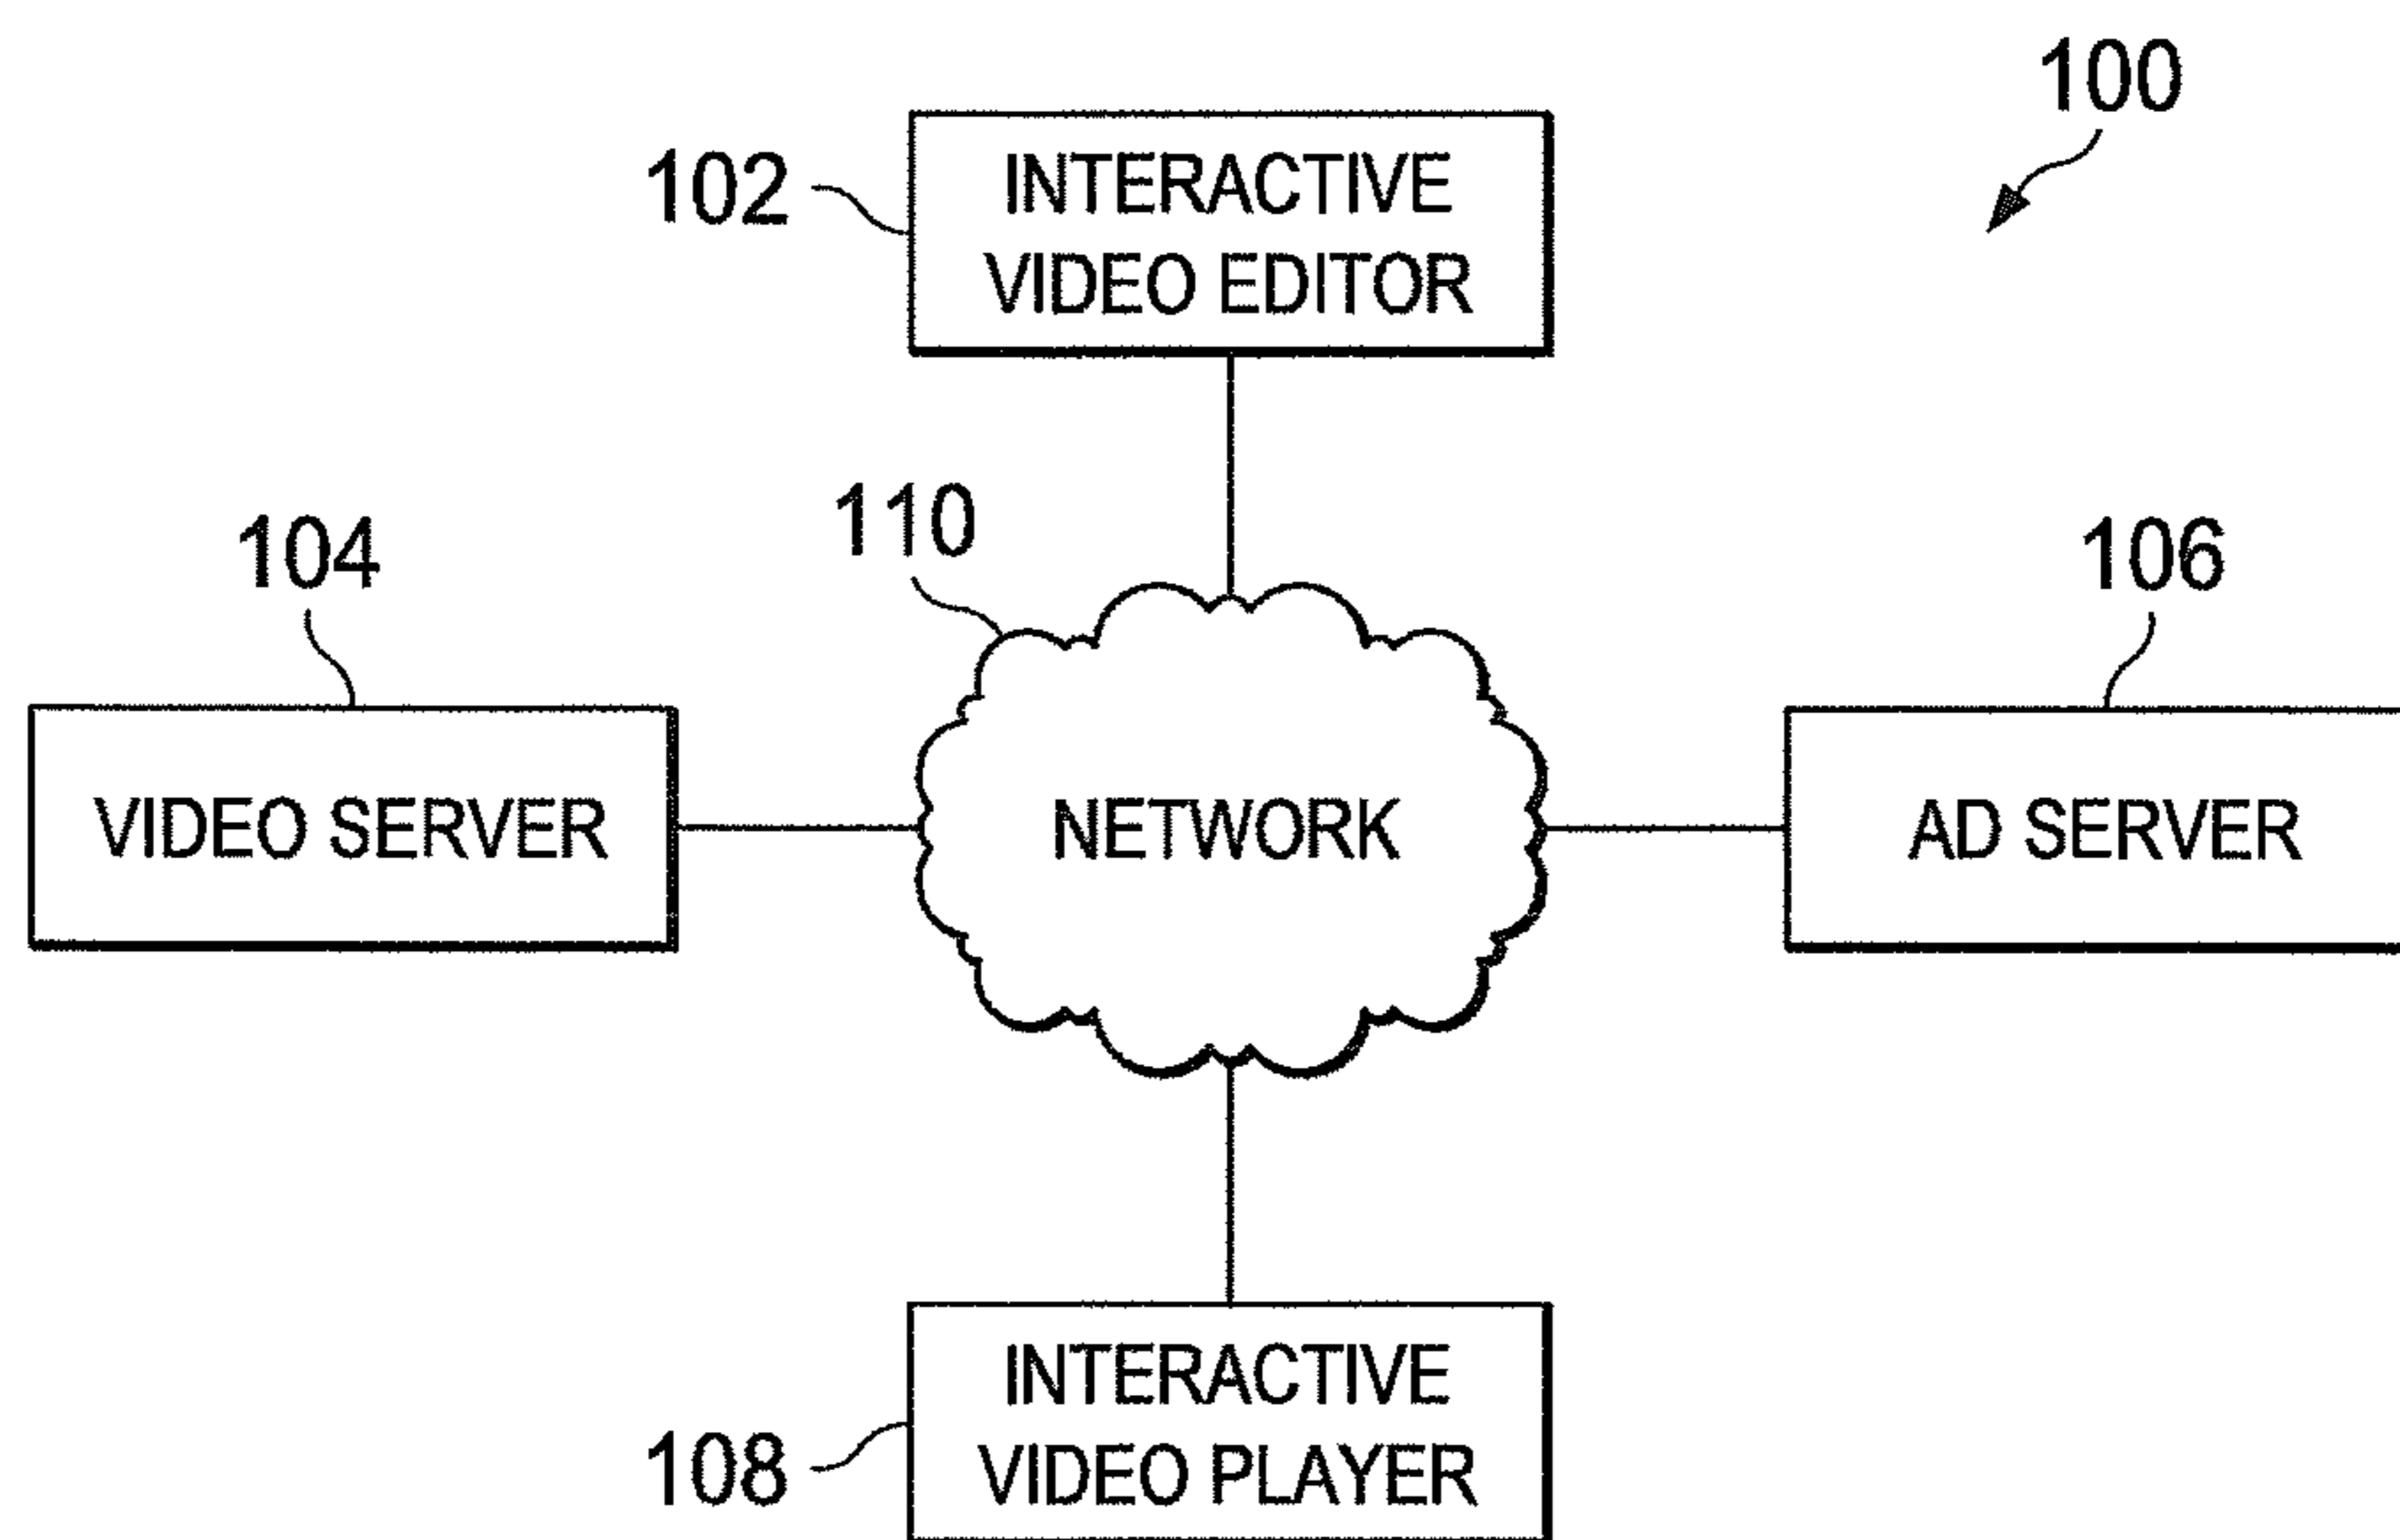 100
102
INTERACTIVE
VIDEO EDITOR
110
104
106
VIDEO SERVER
NETWORK
AD SERVER
INTERACTIVE
VIDEO PLAYER
108